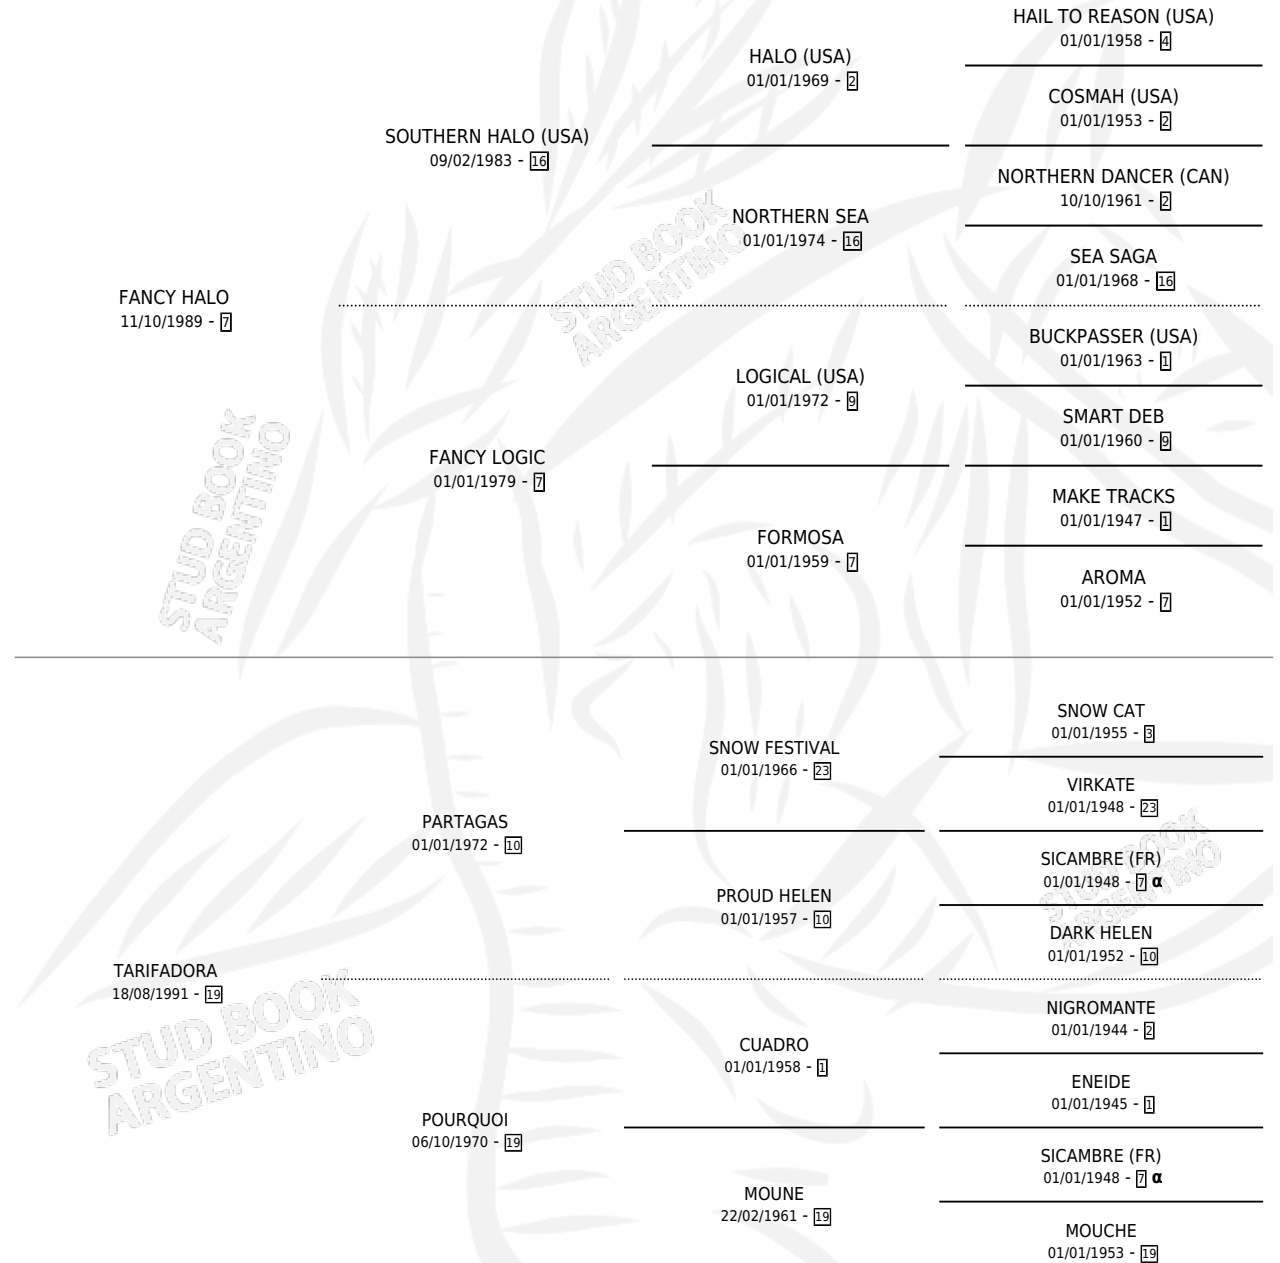 HAIL TO REASON (USA)
01/01/1958 - 4
HALO (USA)
01/01/1969 - 2
COSMAH (USA)
01/01/1953 - 2
SOUTHERN HALO (USA)
09/02/1983 - 16
NORTHERN DANCER (CAN)
10/10/1961 - 2
NORTHERN SEA
01/01/1974 - 16
SEA SAGA
01/01/1968 - 16
FANCY HALO
11/10/1989 - 7
BUCKPASSER (USA)
01/01/1963 - 1
LOGICAL (USA)
01/01/1972 - 9
SMART DEB
01/01/1960 - 9
FANCY LOGIC
01/01/1979 - 7
MAKE TRACKS
01/01/1947 - 1
FORMOSA
01/01/1959 - 7
AROMA
01/01/1952 - 7
SNOW CAT
01/01/1955 - 3
SNOW FESTIVAL
01/01/1966 - 23
VIRKATE
01/01/1948 - 23
PARTAGAS
01/01/1972 - 10
SICAMBRE (FR)
01/01/1948 - 7 α
PROUD HELEN
01/01/1957 - 10
DARK HELEN
01/01/1952 - 10
TARIFADORA
18/08/1991 - 19
NIGROMANTE
01/01/1944 - 2
CUADRO
01/01/1958 - 1
ENEIDE
01/01/1945 - 1
POURQUOI
06/10/1970 - 19
SICAMBRE (FR)
01/01/1948 - 7 α
MOUNE
22/02/1961 - 19
MOUCHE
01/01/1953 - 19
STUD BOOK
ARGENTINO
STUD BOOK
ARGENTINO
STUD BOOK
ARGENTINO
STUD BOOK
ARGENTINO